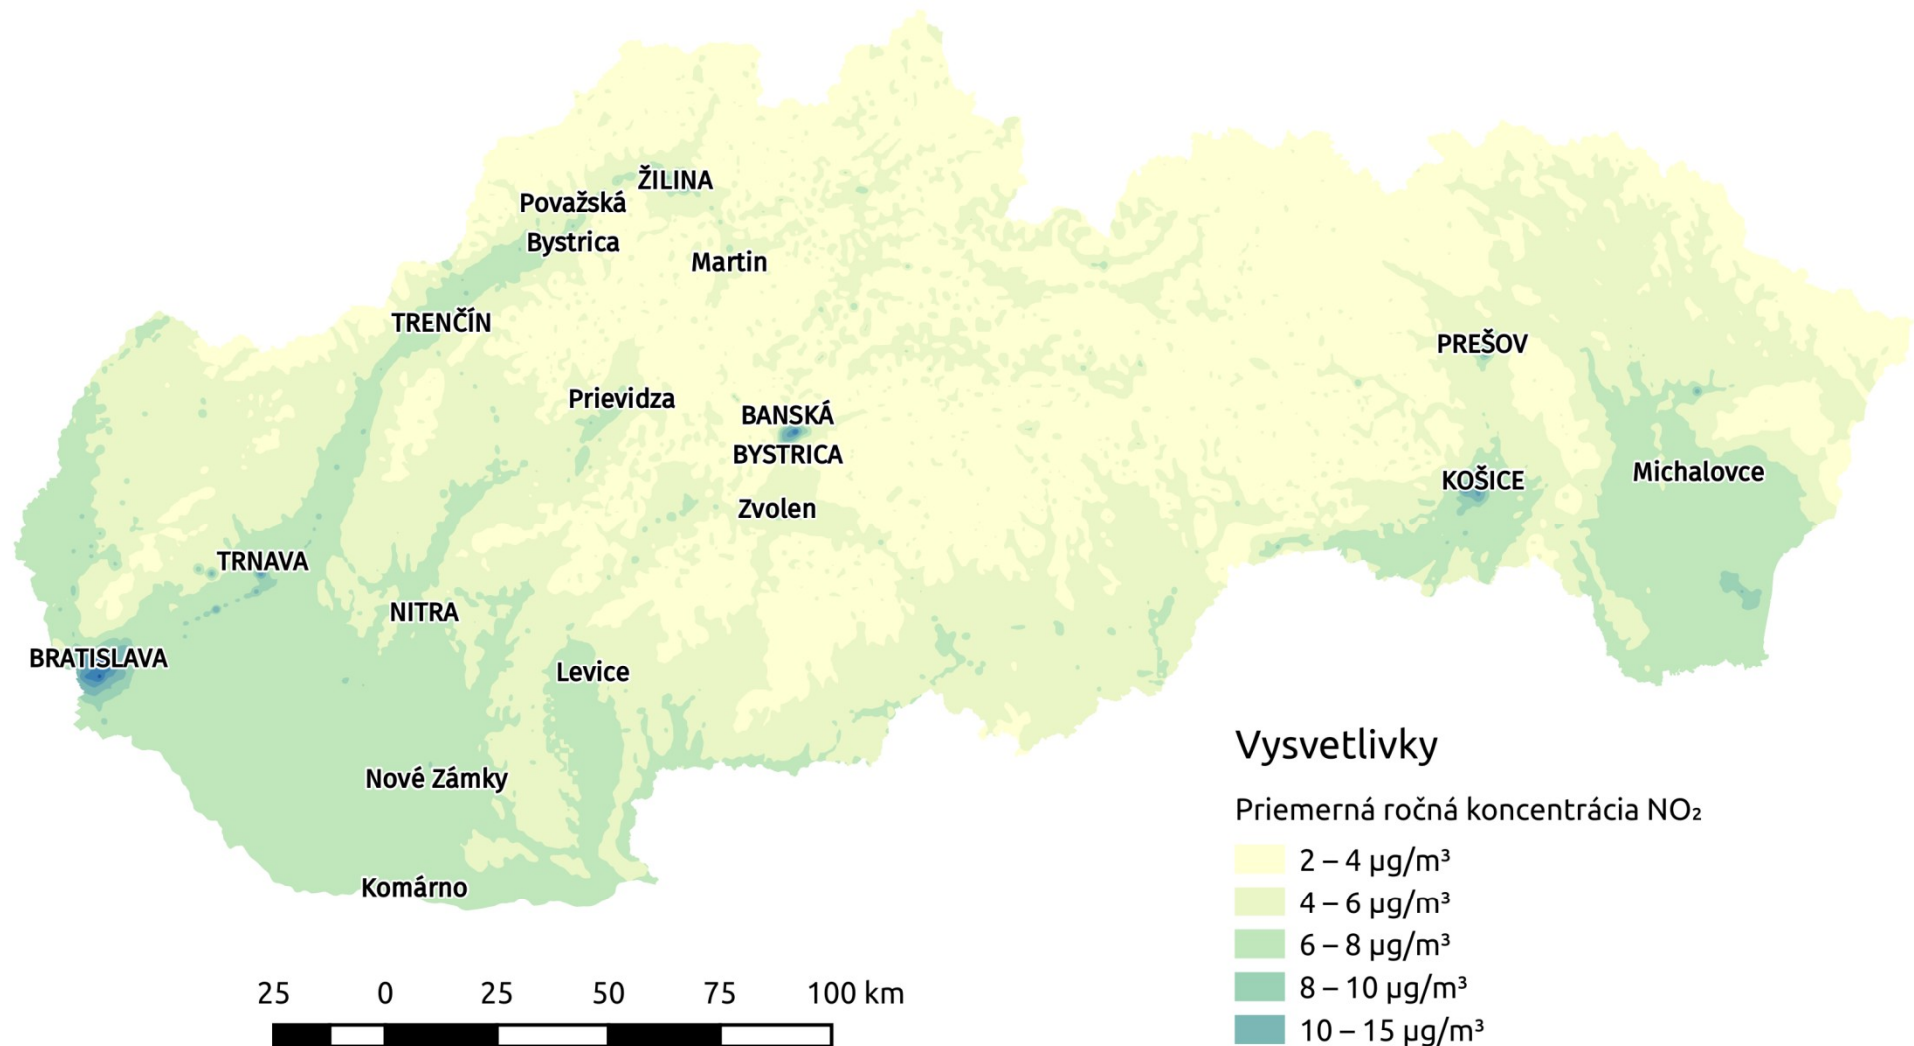 ŽILINA
Považská
Bystrica
Martin
TRENČÍN
PREŠOV
Prievidza
BANSKÁ
BYSTRICA
KOŠICE
Michalovce
Zvolen
TRNAVA
NITRA
BRATISLAVA
Levice
Nové Zámky
Komárno
Vysvetlivky
Priemerná ročná koncentrácia NO₂
2 – 4 µg/m³
4 – 6 µg/m³
6 – 8 µg/m³
8 – 10 µg/m³
10 – 15 µg/m³
25 0 25 50 75 100 km